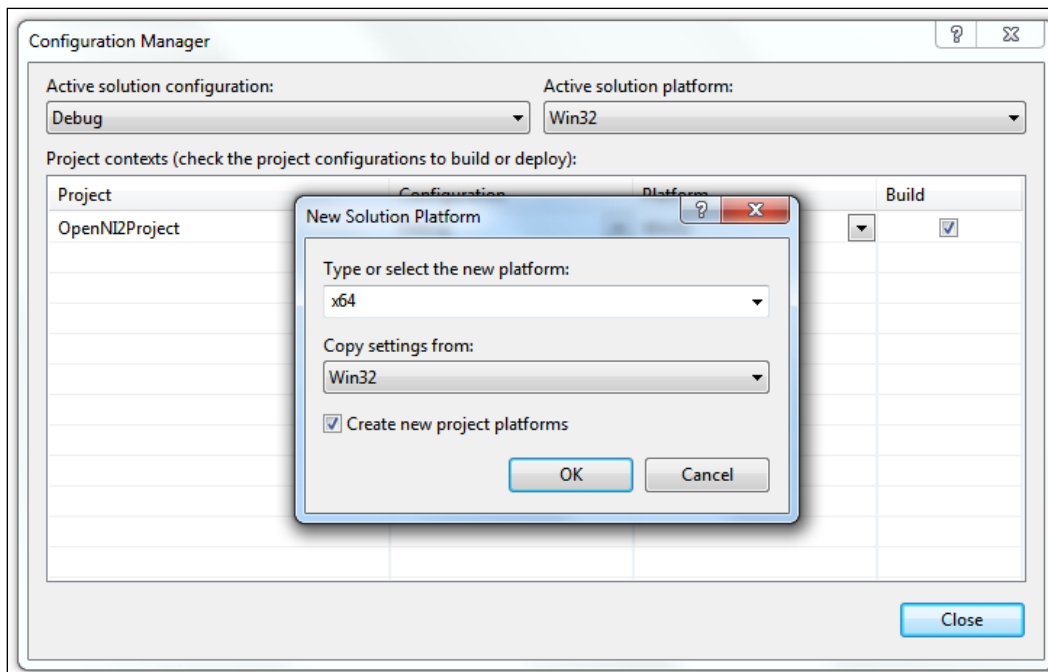 Configuration Manager
Active solution configuration:
Active solution platform:
Debug
Win32
Project contexts (check the project configurations to build or deploy):
Project
Configuration
Platform
Build
OpenNI2Project
New Solution Platform
Type or select the new platform:
x64
Copy settings from:
Win32
Create new project platforms
OK
Cancel
Close